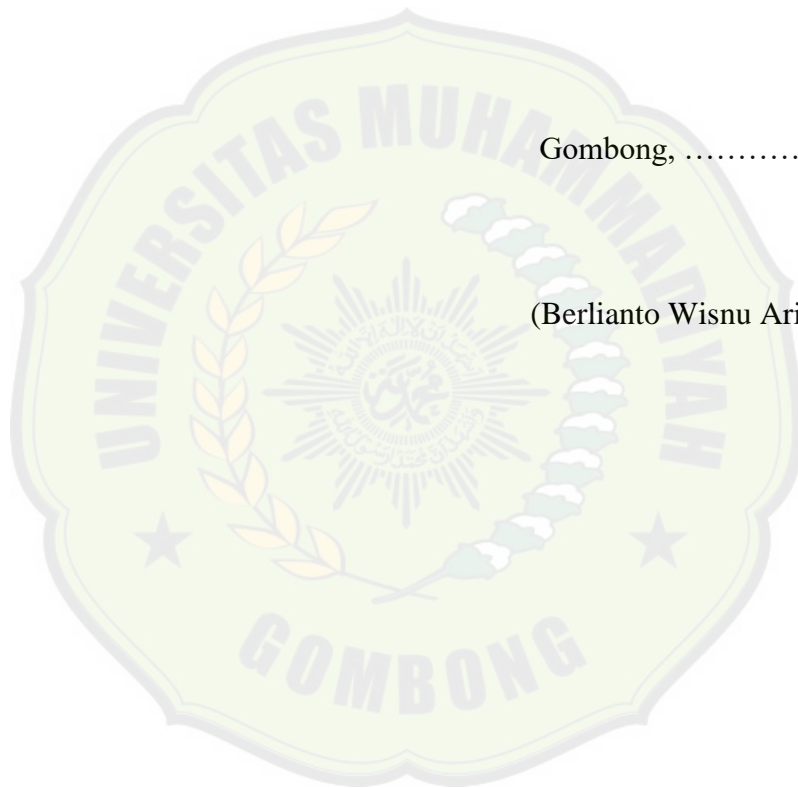 Gombong, …………
(Berlianto Wisnu Ari
UNIVERSITAS MUHAMMADIYAH
GOMBONG